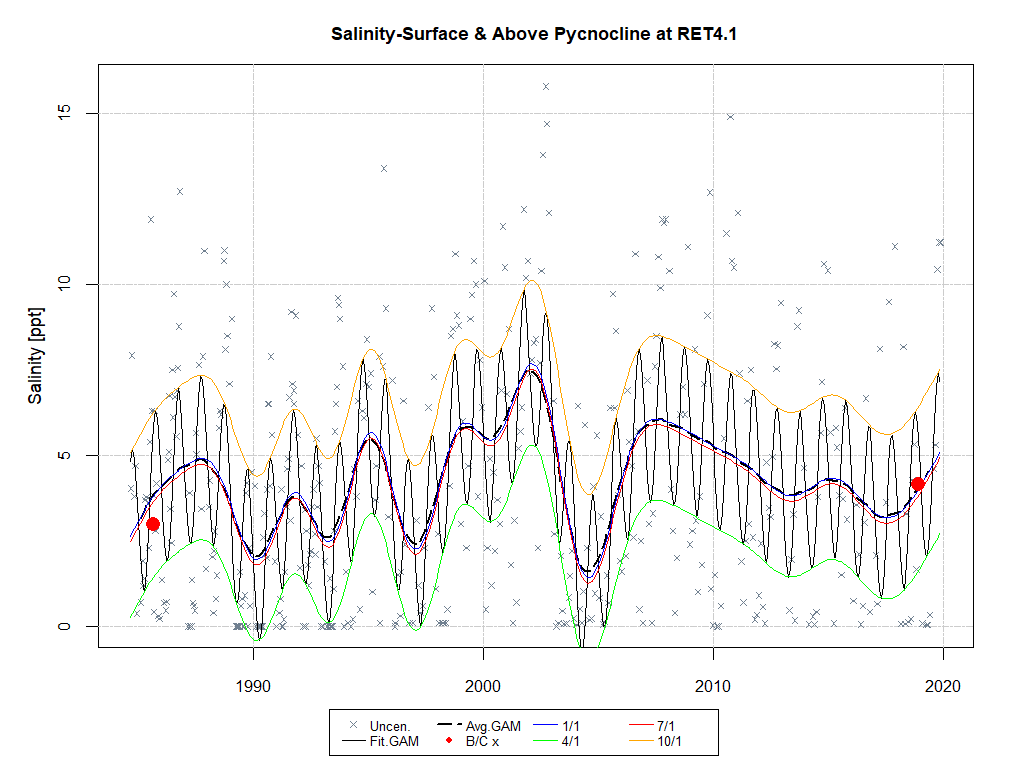 Salinity-Surface & Above Pycnocline at RET4.1
Salinity [ppt]
15
10
5
0
1990 2000 2010 2020
Uncen. Avg.GAM 1/1 7/1
Fit.GAM B/C x 4/1 10/1